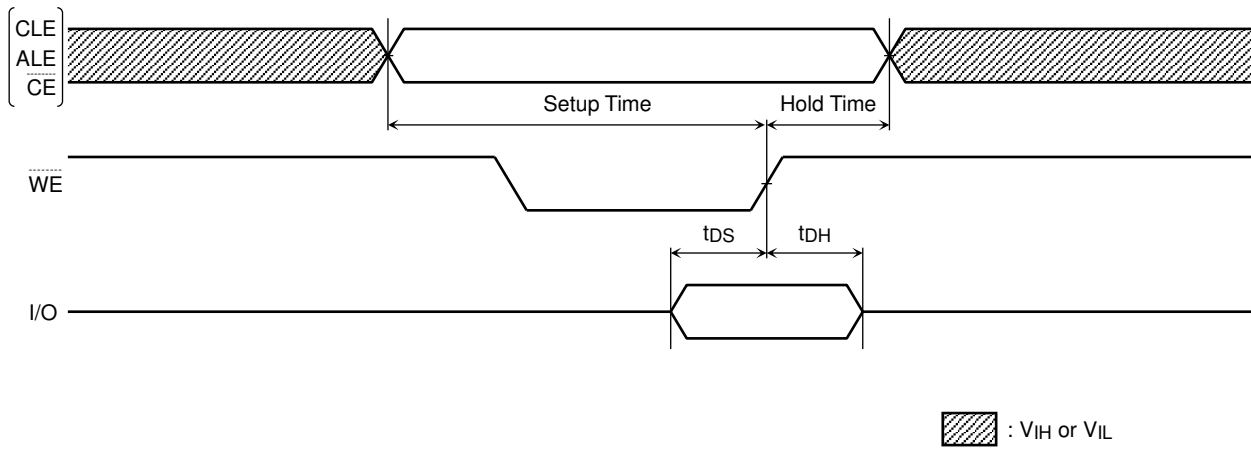 CLE
ALE
CE
Setup Time
Hold Time
WE
tDS
tDH
I/O
: VIH or VIL